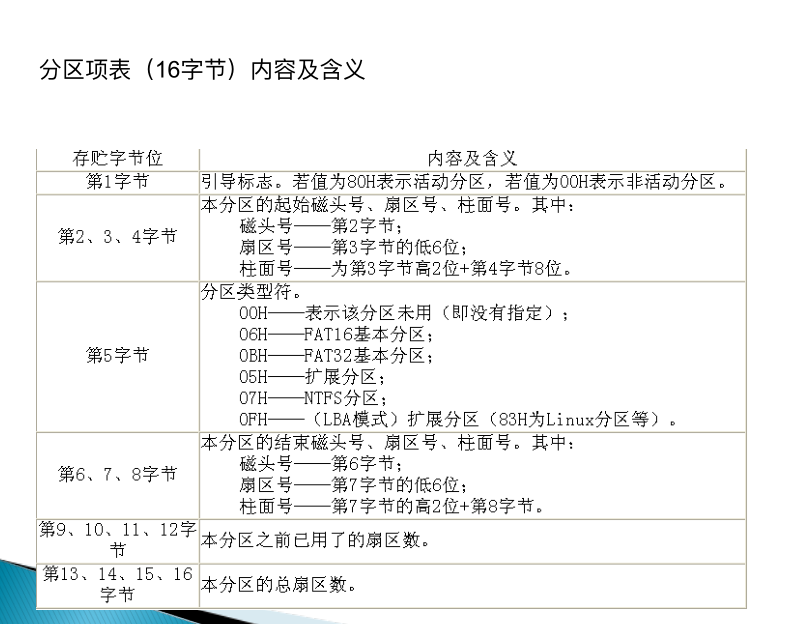 分区项表（16字节）内容及含义
存贮字节位
内容及含义
第1字节
引导标志。若值为80H表示活动分区，若值为00H表示非活动分区。
第2、3、4字节
本分区的起始磁头号、扇区号、柱面号。其中：
磁头号——第2字节；
扇区号——第3字节的低6位；
柱面号——为第3字节高2位+第4字节8位。
第5字节
分区类型符。
00H——表示该分区未用（即没有指定）；
06H——FAT16基本分区；
0BH——FAT32基本分区；
05H——扩展分区；
07H——NTFS分区；
0FH——（LBA模式）扩展分区（83H为Linux分区等）。
第6、7、8字节
本分区的结束磁头号、扇区号、柱面号。其中：
磁头号——第6字节；
扇区号——第7字节的低6位；
柱面号——第7字节的高2位+第8字节。
第9、10、11、12字
节
本分区之前已用了的扇区数。
第13、14、15、16
字节
本分区的总扇区数。